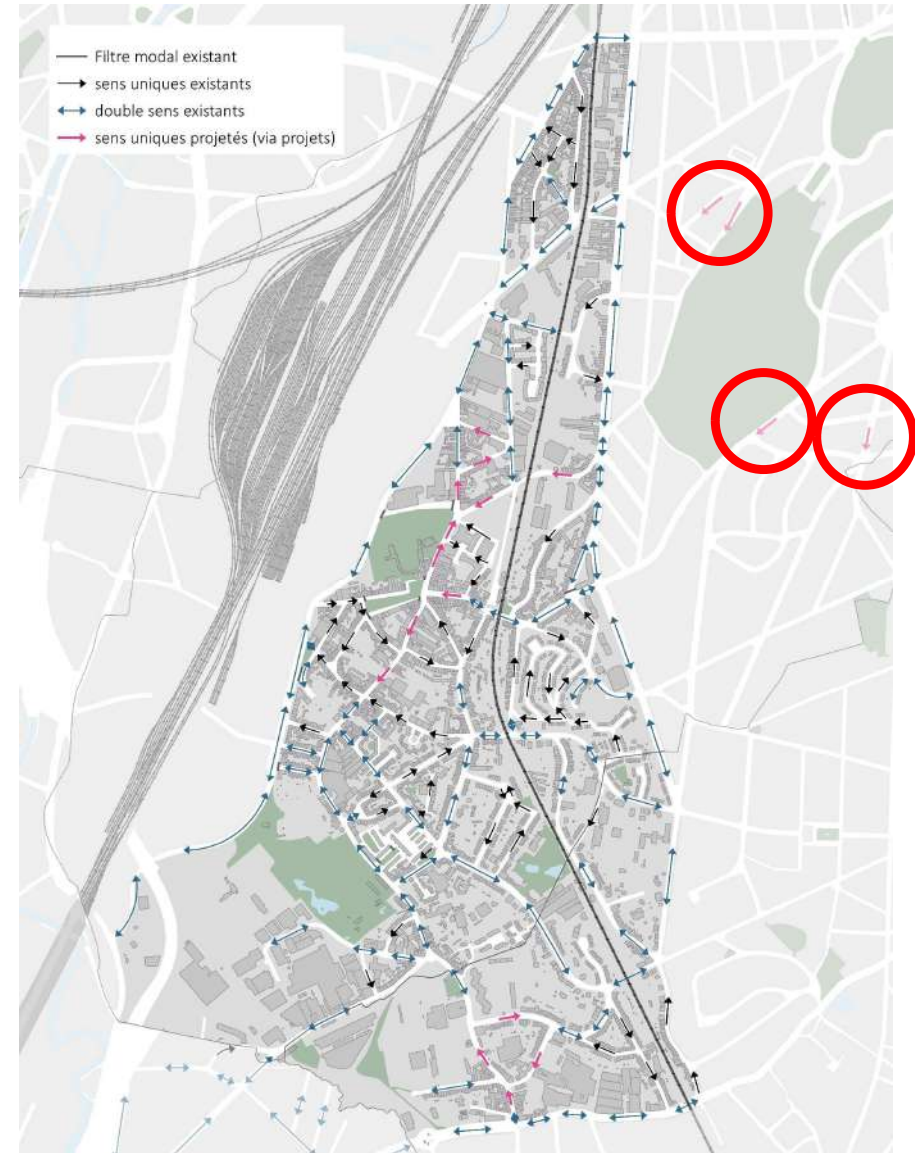 Filtre modal existant
sens uniques existants
double sens existants
sens uniques projetés (via projets)